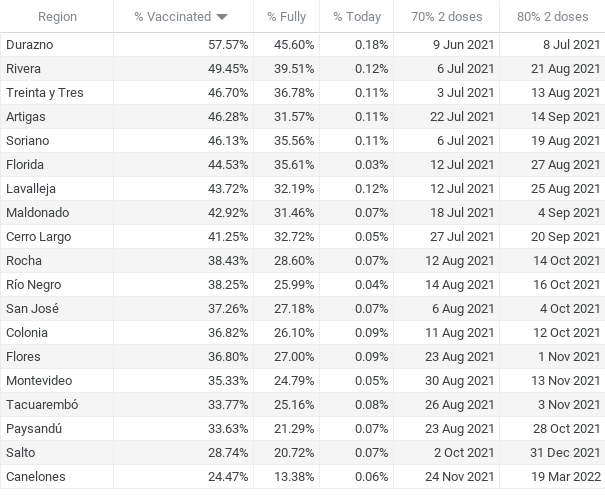 Region % Vaccinated % Fully % Today 70% 2 doses 80% 2 doses
Durazno 57.57% 45.60% 0.18% 9 Jun 2021 8 Jul 2021
Rivera 49.45% 39.51% 0.12% 6 Jul 2021 21 Aug 2021
Treinta y Tres 46.70% 36.78% 0.11% 3 Jul 2021 13 Aug 2021
Artigas 46.28% 31.57% 0.11% 22 Jul 2021 14 Sep 2021
Soriano 46.13% 35.56% 0.11% 6 Jul 2021 19 Aug 2021
Florida 44.53% 35.61% 0.03% 12 Jul 2021 27 Aug 2021
Lavalleja 43.72% 32.19% 0.12% 12 Jul 2021 25 Aug 2021
Maldonado 42.92% 31.46% 0.07% 18 Jul 2021 4 Sep 2021
Cerro Largo 41.25% 32.72% 0.05% 27 Jul 2021 20 Sep 2021
Rocha 38.43% 28.60% 0.07% 12 Aug 2021 14 Oct 2021
Río Negro 38.25% 25.99% 0.04% 14 Aug 2021 16 Oct 2021
San José 37.26% 27.18% 0.07% 6 Aug 2021 4 Oct 2021
Colonia 36.82% 26.10% 0.09% 11 Aug 2021 12 Oct 2021
Flores 36.80% 27.00% 0.09% 23 Aug 2021 1 Nov 2021
Montevideo 35.33% 24.79% 0.05% 30 Aug 2021 13 Nov 2021
Tacuarembó 33.77% 25.16% 0.08% 26 Aug 2021 3 Nov 2021
Paysandú 33.63% 21.29% 0.07% 23 Aug 2021 28 Oct 2021
Salto 28.74% 20.72% 0.07% 2 Oct 2021 31 Dec 2021
Canelones 24.47% 13.38% 0.06% 24 Nov 2021 19 Mar 2022